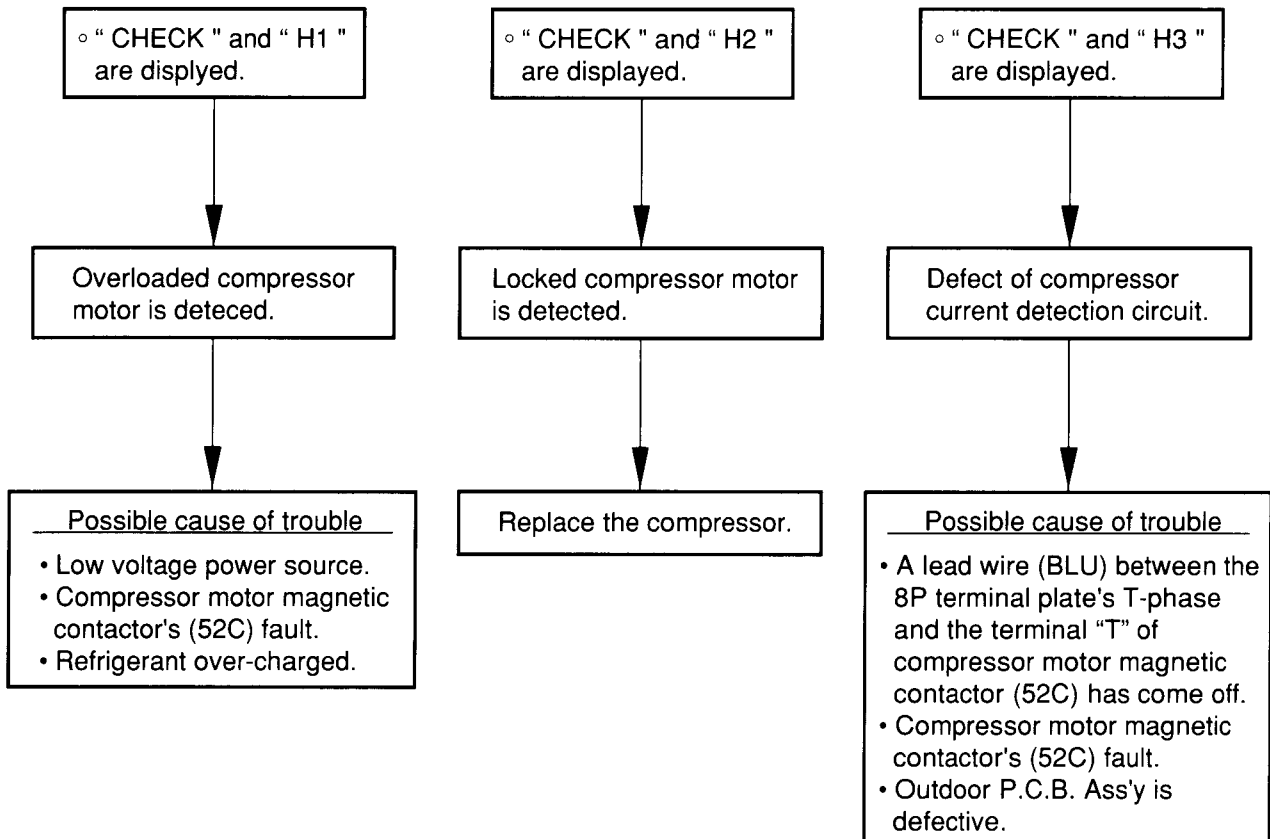 ○ “ CHECK " and “ H1 "
are displyed.
Overloaded compressor
motor is deteced.
Possible cause of trouble
• Low voltage power source.
• Compressor motor magnetic
contactor's (52C) fault.
• Refrigerant over-charged.
○ “ CHECK " and “ H2 "
are displayed.
Locked compressor motor
is detected.
Replace the compressor.
○ “ CHECK " and “ H3 "
are displayed.
Defect of compressor
current detection circuit.
Possible cause of trouble
• A lead wire (BLU) between the
8P terminal plate's T-phase
and the terminal “T” of
compressor motor magnetic
contactor (52C) has come off.
• Compressor motor magnetic
contactor's (52C) fault.
• Outdoor P.C.B. Ass'y is
defective.